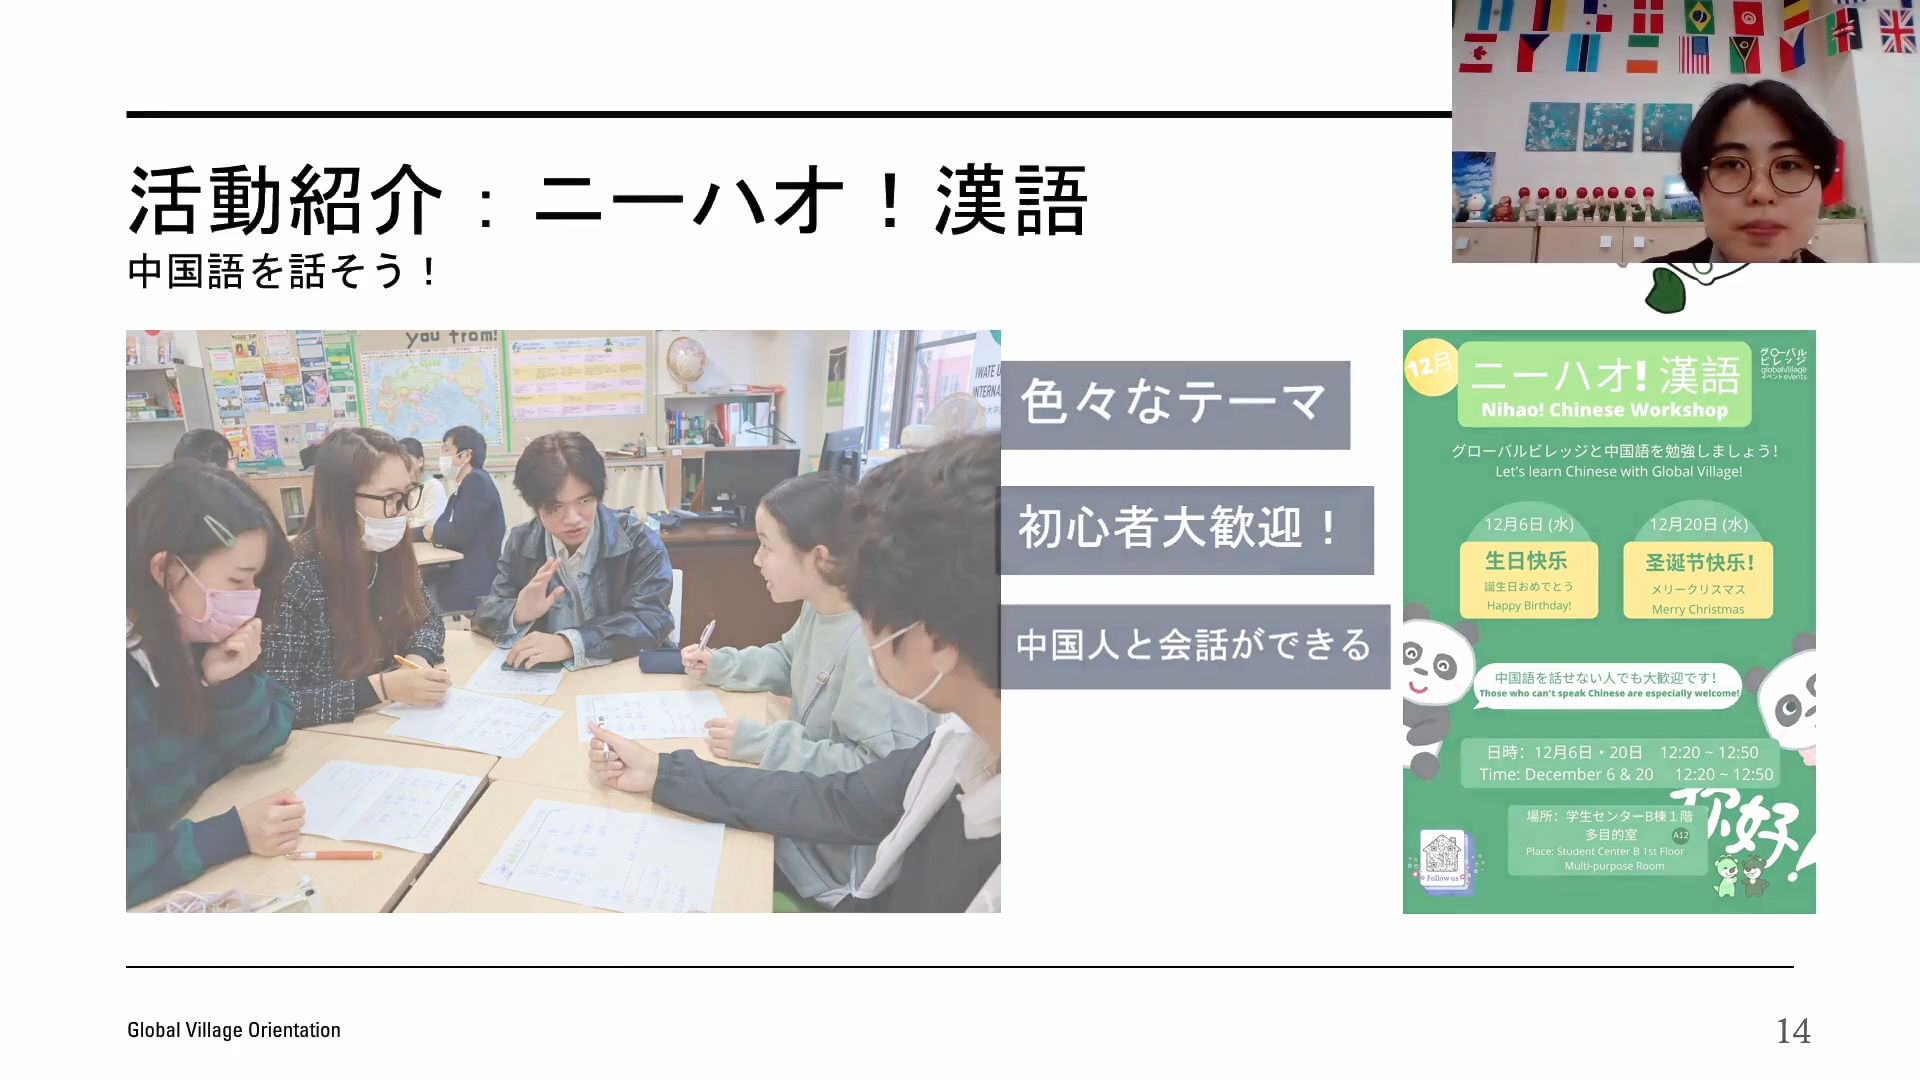 活動紹介：ニーハオ！漢語
中国語を話そう！
you from!
IWATE U
INTERNA
色々なテーマ
初心者大歓迎！
中国人と会話ができる
12月
ニーハオ! 漢語
Nihao! Chinese Workshop
グローバル
ビレッジ
globalvillage
イベントevents
グローバルビレッジと中国語を勉強しましょう!
Let's learn Chinese with Global Village!
12月6日 (水)
生日快乐
誕生日おめでとう
Happy Birthday!
12月20日 (水)
圣诞节快乐!
メリークリスマス
Merry Christmas
中国語を話せない人でも大歓迎です!
Those who can't speak Chinese are especially welcome!
日時: 12月6日・20日 12:20 ~ 12:50
Time: December 6 & 20 12:20 ~ 12:50
你好!
場所: 学生センターB棟１階
多目的室 A12
Place: Student Center B 1st Floor
Multi-purpose Room
Follow us
Global Village Orientation
14